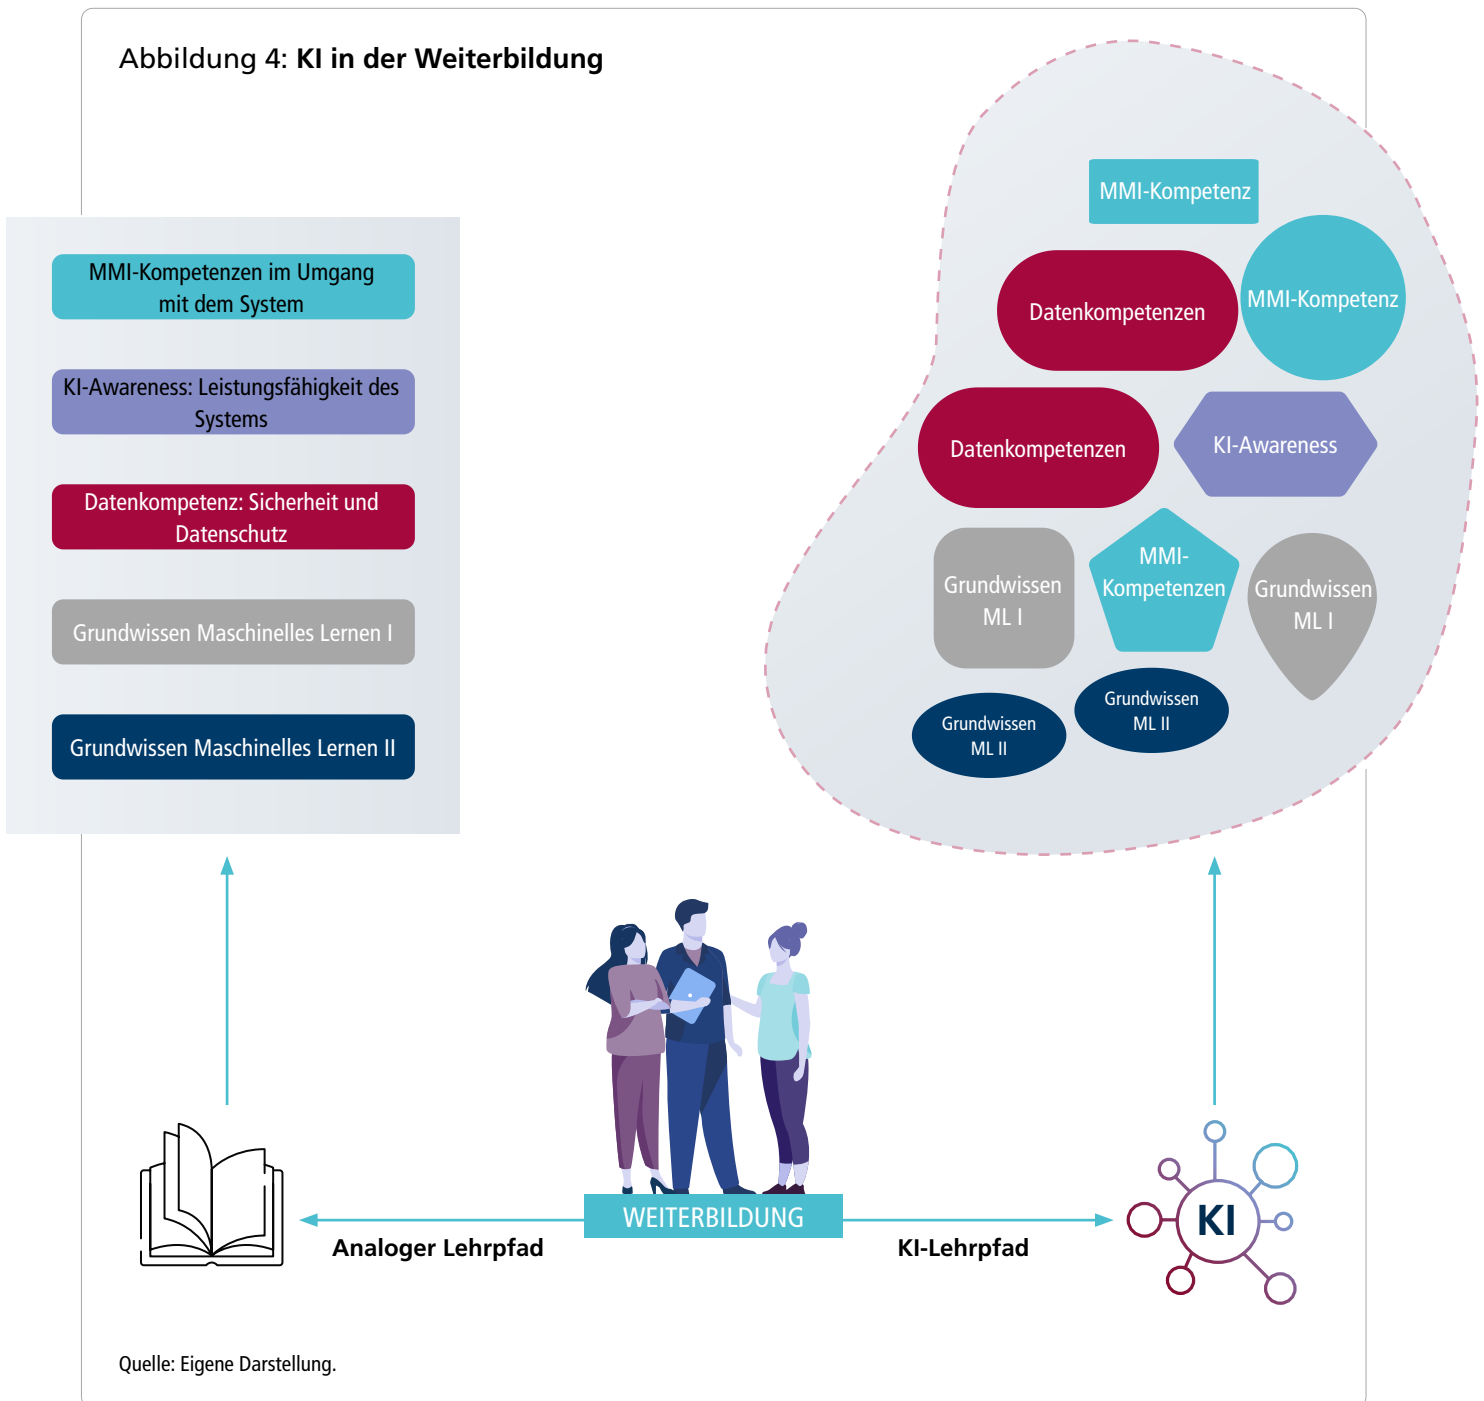 Abbildung 4: KI in der Weiterbildung
MMI-Kompetenzen im Umgang
mit dem System
KI-Awareness: Leistungsfähigkeit des
Systems
Datenkompetenz: Sicherheit und
Datenschutz
Grundwissen Maschinelles Lernen I
Grundwissen Maschinelles Lernen II
MMI-Kompetenz
MMI-Kompetenz
Datenkompetenzen
Datenkompetenzen
KI-Awareness
Grundwissen
ML I
MMI-
Kompetenzen
Grundwissen
ML I
Grundwissen
ML II
Grundwissen
ML II
WEITERBILDUNG
Analoger Lehrpfad
KI-Lehrpfad
KI
Quelle: Eigene Darstellung.